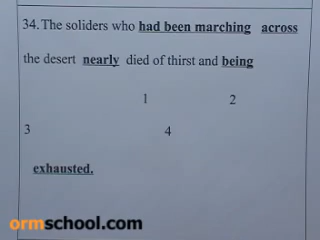 34. The soliders who had been marching across
the desert nearly died of thirst and being
1 2
3 4
exhausted.
ormschool.com